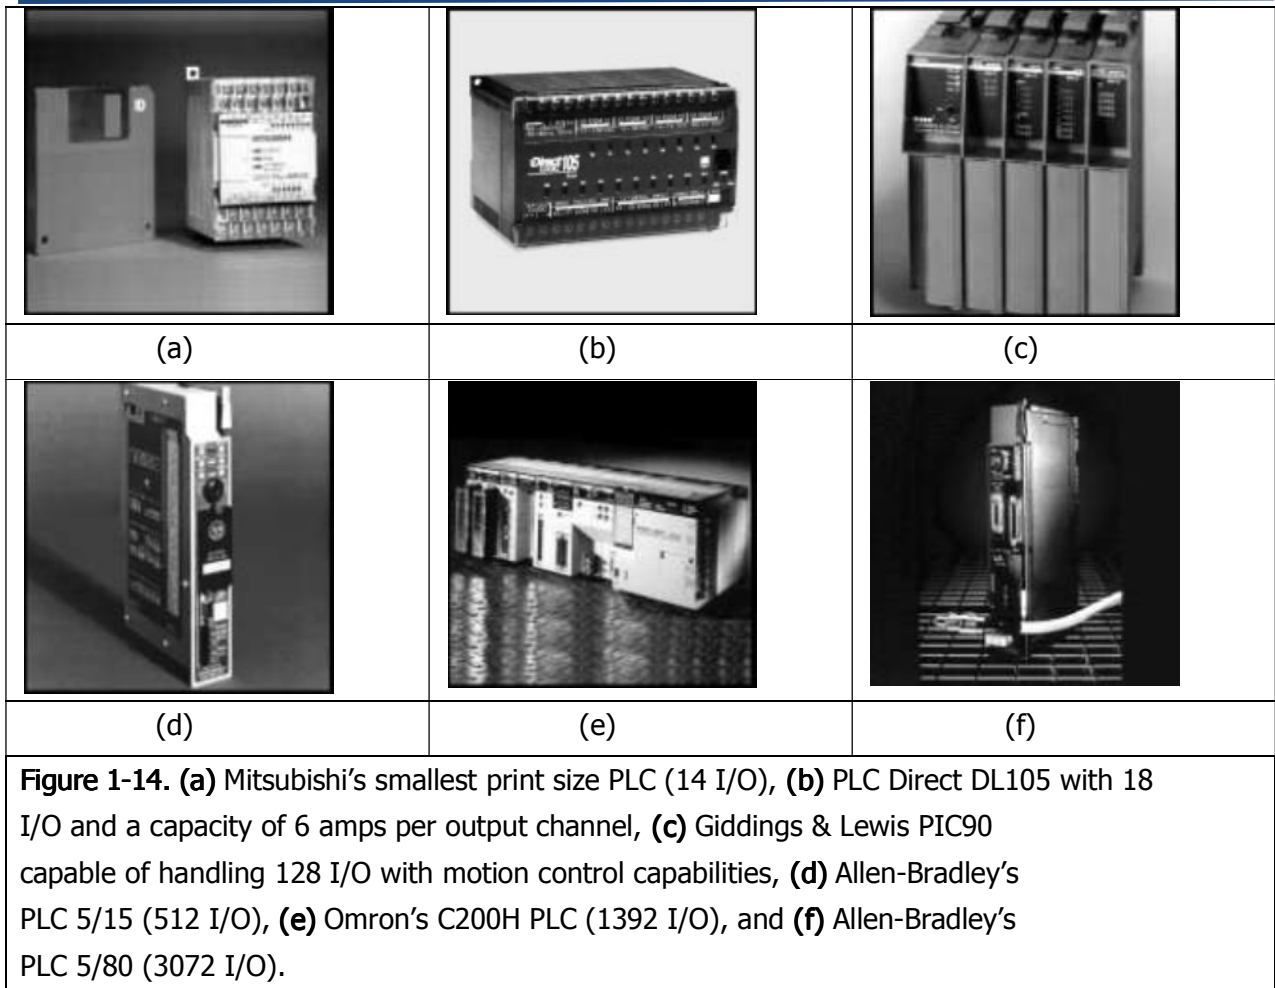 (a)
(b)
(c)
(d)
(e)
(f)
Figure 1-14. (a) Mitsubishi’s smallest print size PLC (14 I/O), (b) PLC Direct DL105 with 18
I/O and a capacity of 6 amps per output channel, (c) Giddings & Lewis PIC90
capable of handling 128 I/O with motion control capabilities, (d) Allen-Bradley’s
PLC 5/15 (512 I/O), (e) Omron’s C200H PLC (1392 I/O), and (f) Allen-Bradley’s
PLC 5/80 (3072 I/O).